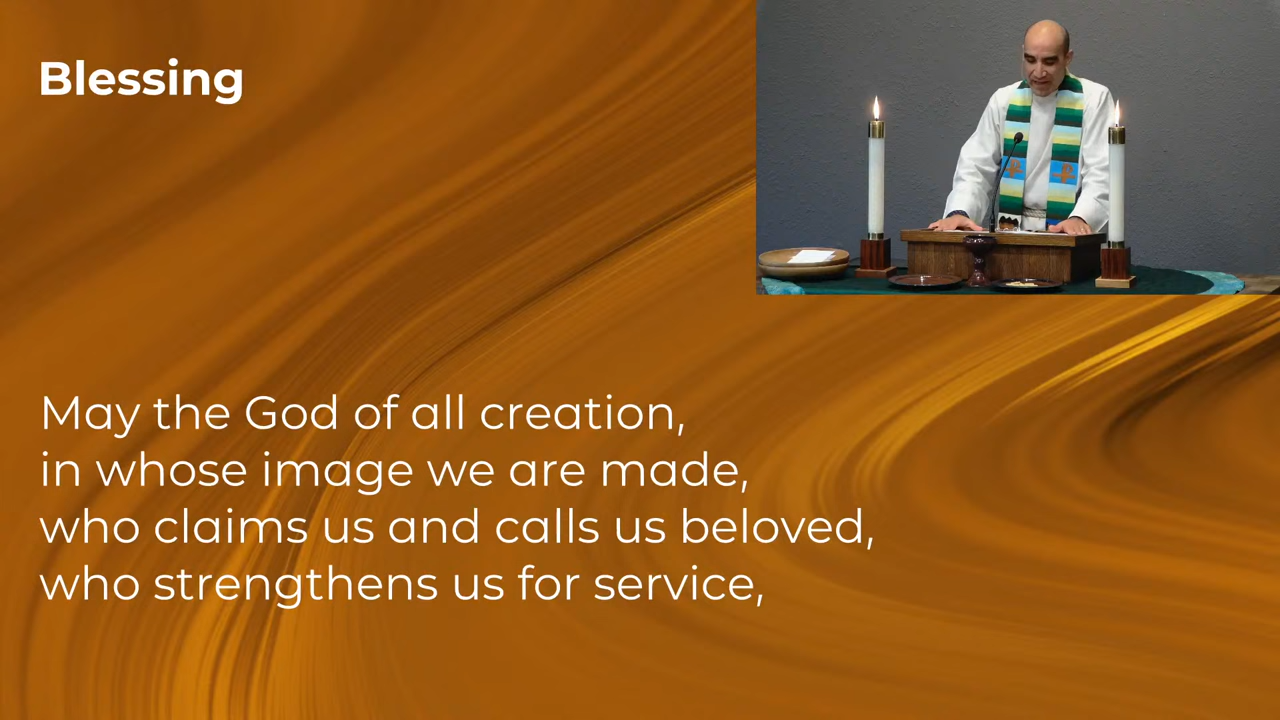 Blessing
May the God of all creation,
in whose image we are made,
who claims us and calls us beloved,
who strengthens us for service,